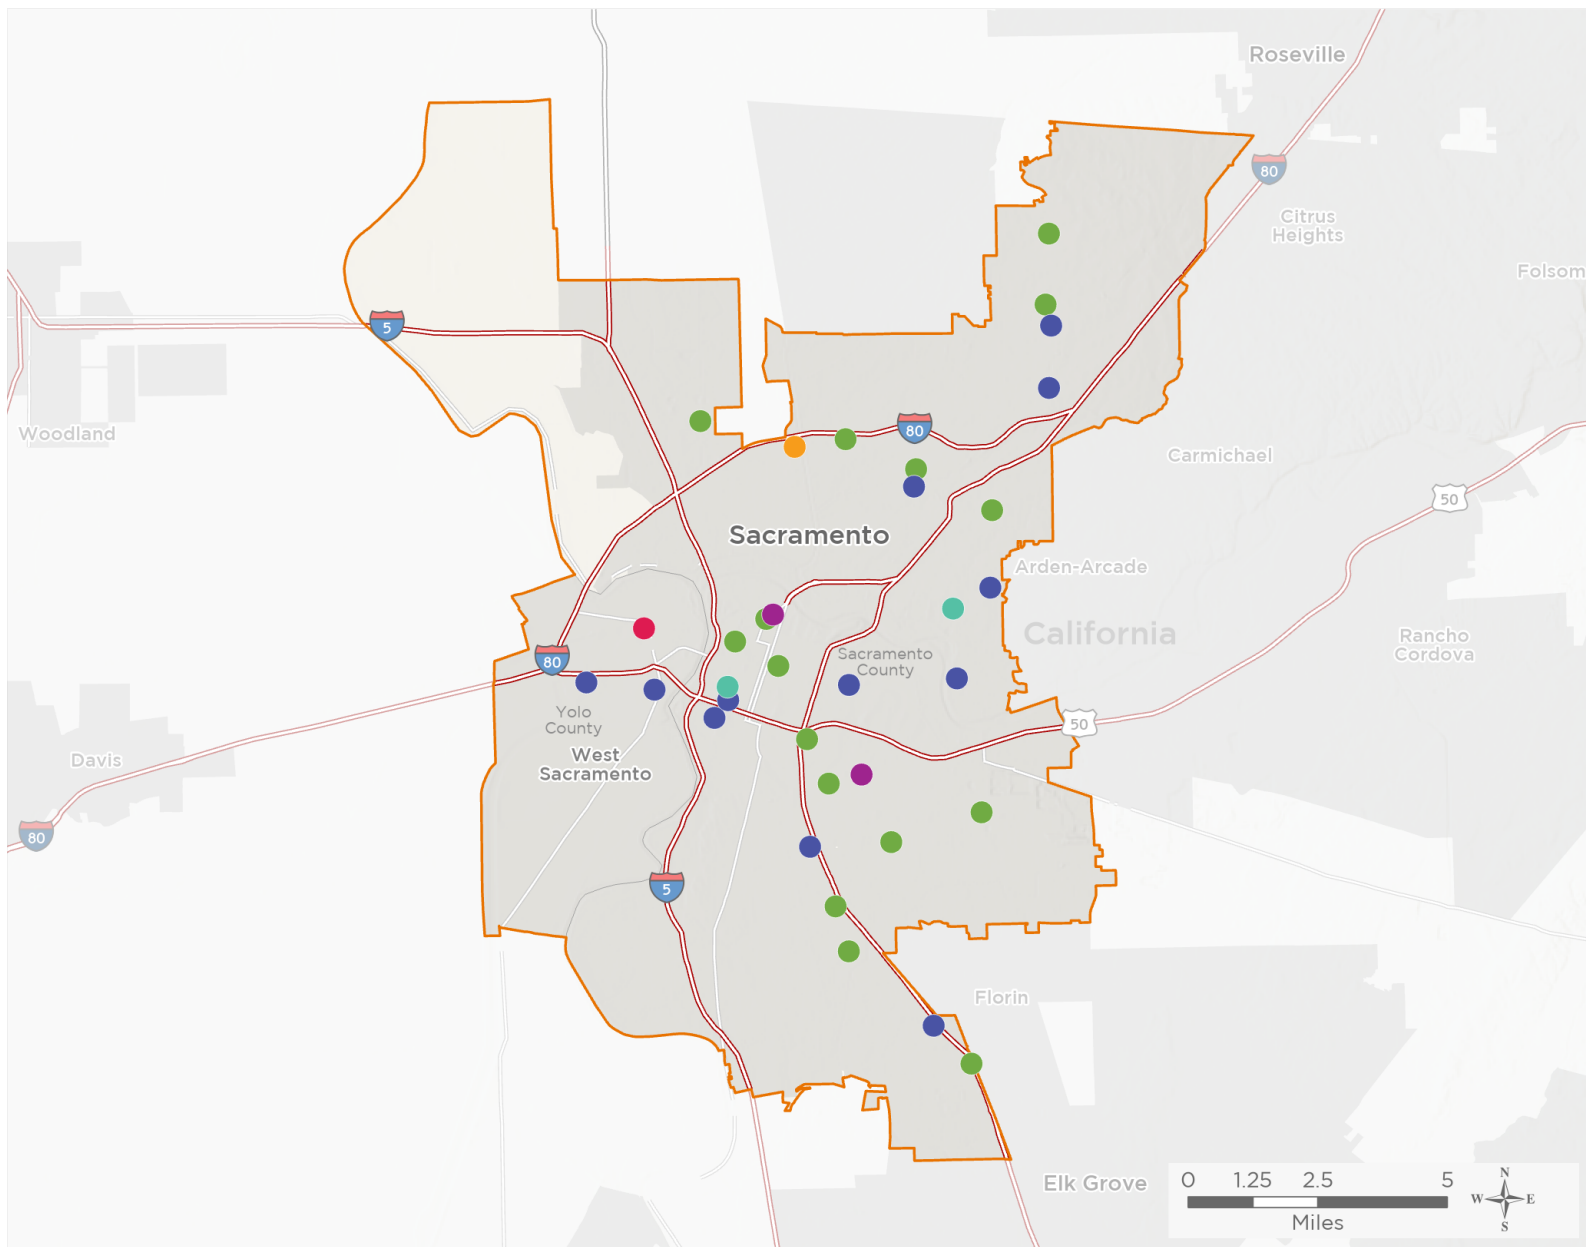 Roseville
80
Citrus
Heights
Folsom
5
Woodland
80
Carmichael
50
Sacramento
Arden-Arcade
California
Rancho
Cordova
80
Sacramento
County
Yolo
County
50
West
Sacramento
Davis
80
5
Florin
Elk Grove
0 1.25 2.5 5
Miles
N
W E
S